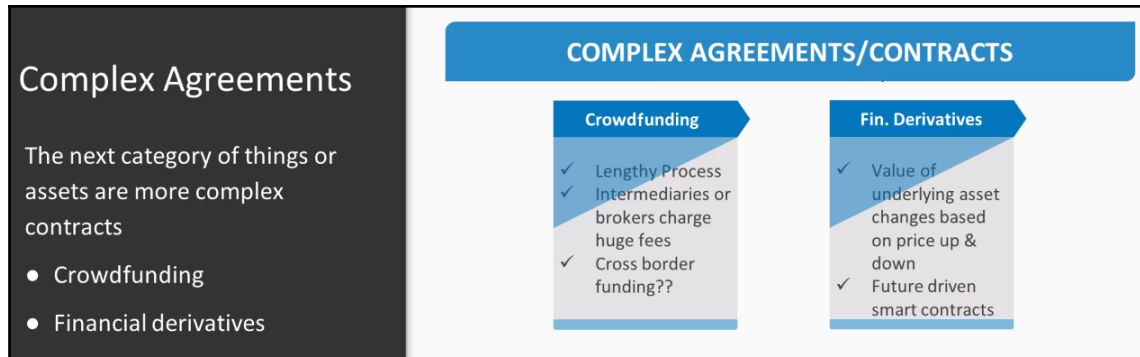 Complex Agreements
The next category of things or
assets are more complex
contracts
● Crowdfunding
● Financial derivatives
COMPLEX AGREEMENTS/CONTRACTS
Crowdfunding
✓ Lengthy Process
✓ Intermediaries or
brokers charge
huge fees
✓ Cross border
funding??
Fin. Derivatives
✓ Value of
underlying asset
changes based
on price up &
down
✓ Future driven
smart contracts